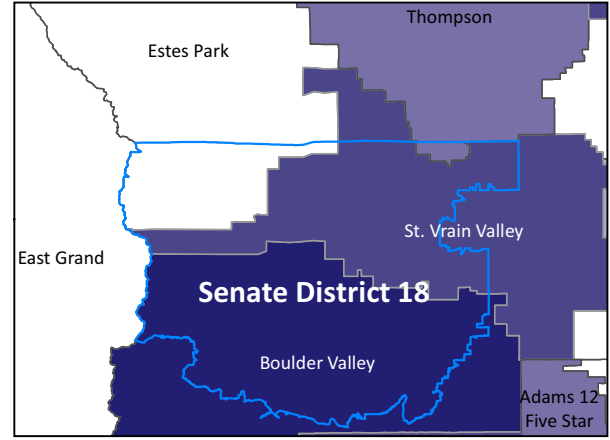 Thompson
Estes Park
St. Vrain Valley
East Grand
Senate District 18
Boulder Valley
Adams 12
Five Star